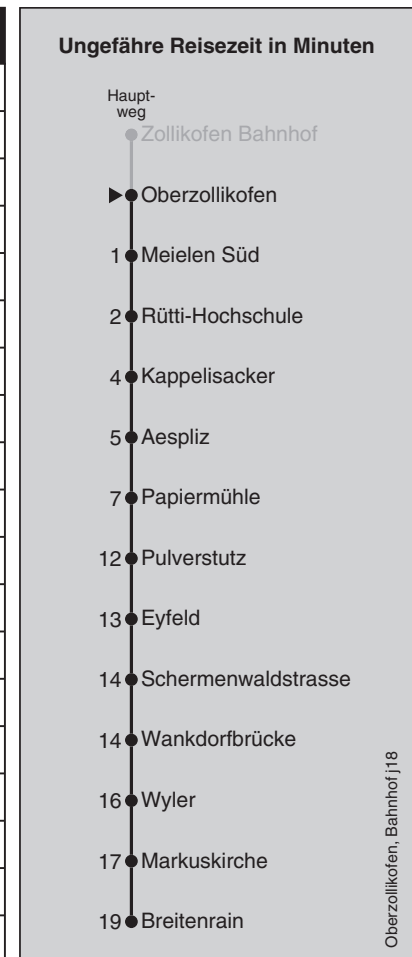 Ungefähre Reisezeit in Minuten
Haupt-
weg
Zollikofen Bahnhof
Oberzollikofen
1 Meielen Süd
2 Rütti-Hochschule
4 Kappelisacker
5 Aespliz
7 Papiermühle
12 Pulverstutz
13 Eyfeld
14 Schermenwaldstrasse
14 Wankdorfbrücke
16 Wyler
17 Markuskirche
19 Breitenrain
Oberzollikofen, Bahnhof j18